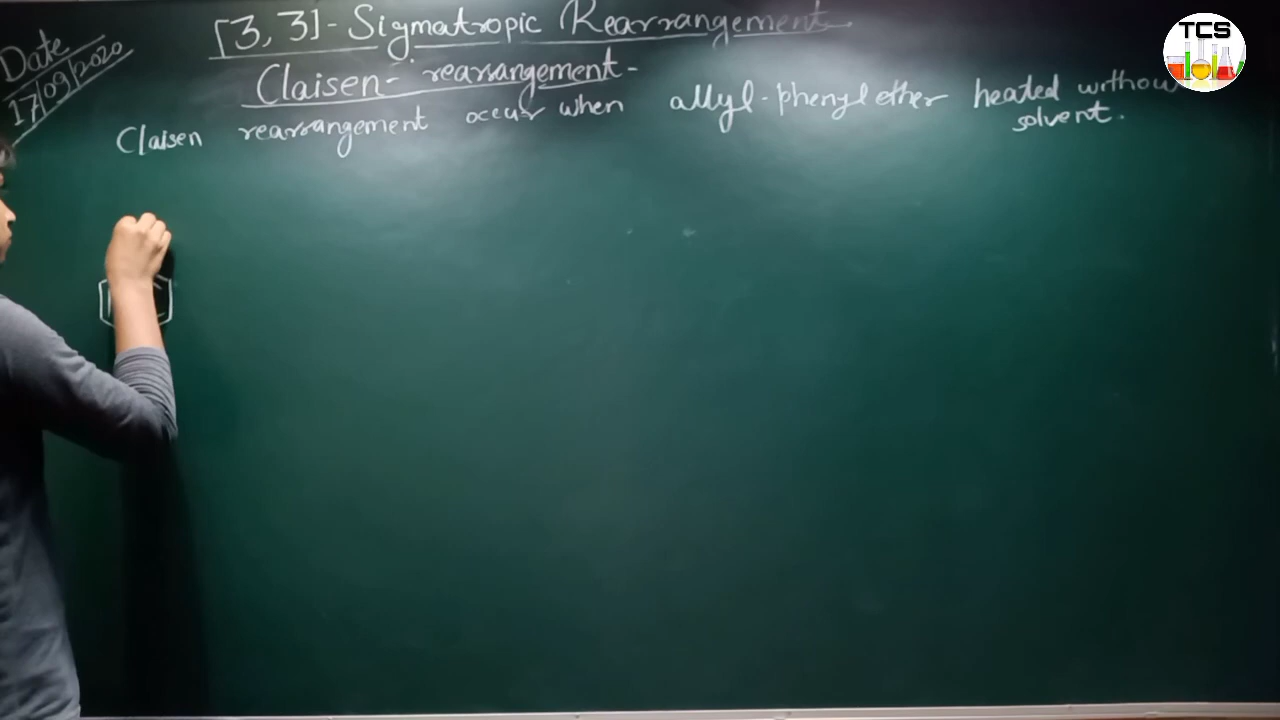 Date
17/09/2020
[3,3]-Sigmatropic Rearrangement
Claisen- rearrangement-
Claisen rearrangement occur when allyl-phenyl ether heated without
solvent.
TCS